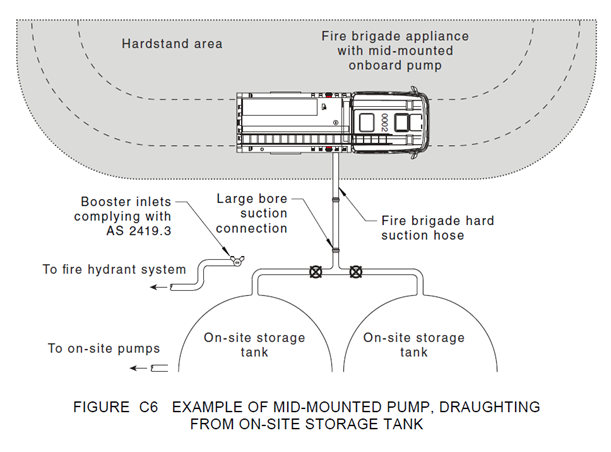 Hardstand area
Fire brigade appliance
with mid-mounted
onboard pump
0002
Booster inlets
complying with
AS 2419.3
Large bore
suction
connection
Fire brigade hard
suction hose
To fire hydrant system
On-site storage
tank
On-site storage
tank
To on-site pumps
FIGURE C6 EXAMPLE OF MID-MOUNTED PUMP, DRAUGHTING
FROM ON-SITE STORAGE TANK